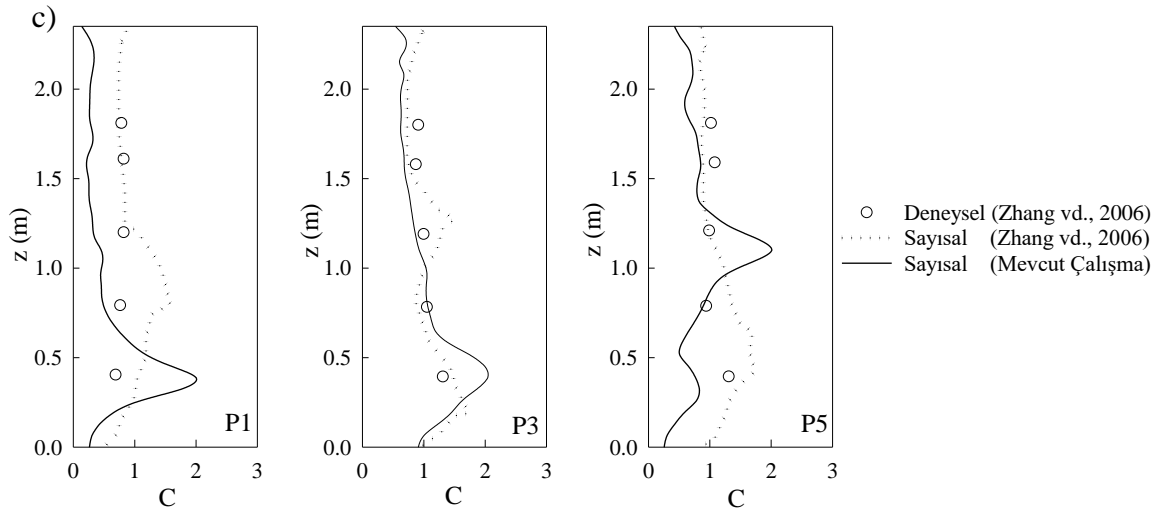 c)
2.0
1.5
1.0
0.5
0.0
z (m)
0 1 2 3
C
P1
2.0
1.5
1.0
0.5
0.0
z (m)
0 1 2 3
C
P3
2.0
1.5
1.0
0.5
0.0
z (m)
0 1 2 3
C
P5
Deneysel (Zhang vd., 2006)
Sayısal (Zhang vd., 2006)
Sayısal (Mevcut Çalışma)